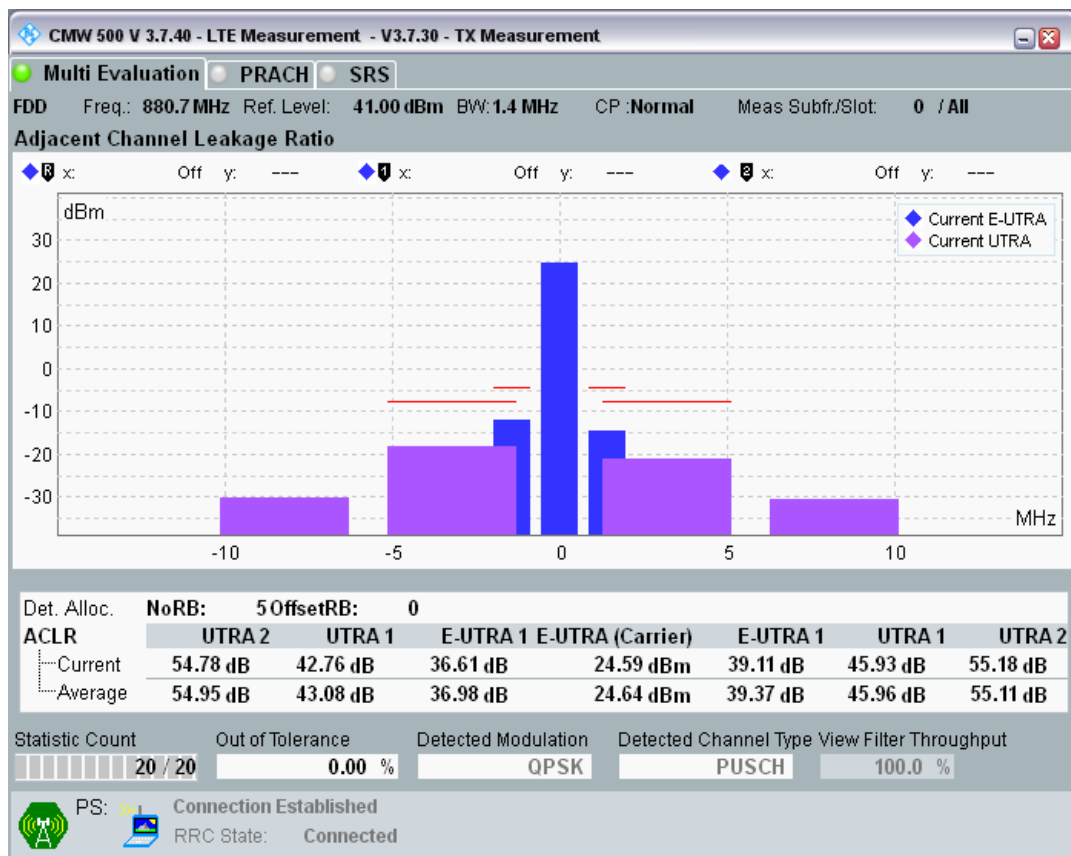 CMW 500 V 3.7.40 - LTE Measurement - V3.7.30 - TX Measurement
Multi Evaluation PRACH SRS
FDD Freq.: 880.7 MHz Ref. Level: 41.00 dBm BW: 1.4 MHz CP :Normal Meas Subfr./Slot: 0 / All
Adjacent Channel Leakage Ratio
R x: Off y: --- 1 x: Off y: --- 2 x: Off y: ---
dBm
Current E-UTRA
Current UTRA
30
20
10
0
-10
-20
-30
MHz
-10 -5 0 5 10
Det. Alloc. NoRB: 5 OffsetRB: 0
ACLR UTRA 2 UTRA 1 E-UTRA 1 E-UTRA (Carrier) E-UTRA 1 UTRA 1 UTRA 2
Current 54.78 dB 42.76 dB 36.61 dB 24.59 dBm 39.11 dB 45.93 dB 55.18 dB
Average 54.95 dB 43.08 dB 36.98 dB 24.64 dBm 39.37 dB 45.96 dB 55.11 dB
Statistic Count Out of Tolerance Detected Modulation Detected Channel Type View Filter Throughput
20 / 20 0.00 % QPSK PUSCH 100.0 %
PS: Connection Established
RRC State: Connected